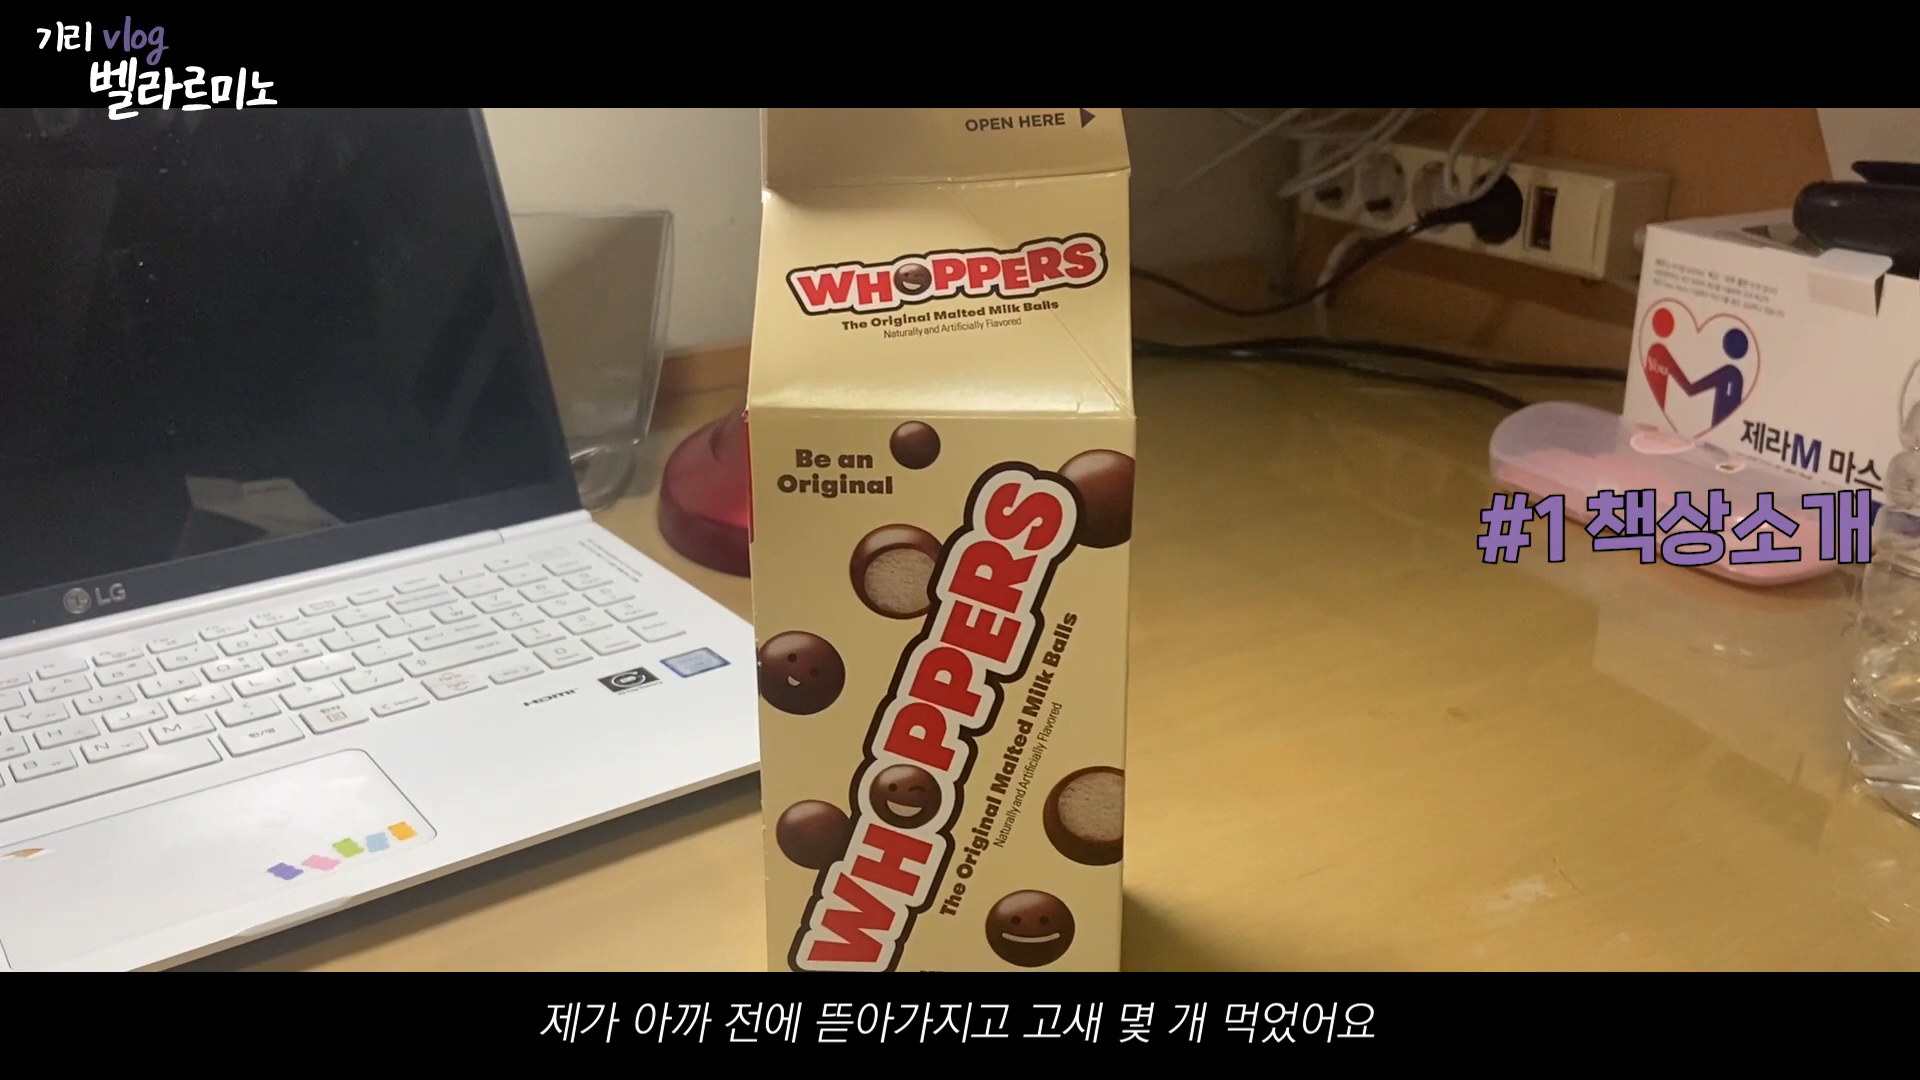 기리 vlog
벨라르미노
OPEN HERE
WHOPPERS
The Original Malted Milk Balls
Naturally and Artificially Flavored
Be an
Original
WHOPPERS
The Original Malted Milk Balls
Naturally and Artificially Flavored
LG
HDMI
제라M 마스
#1 책상소개
제가 아까 전에 뜯아가지고 고새 몇 개 먹었어요